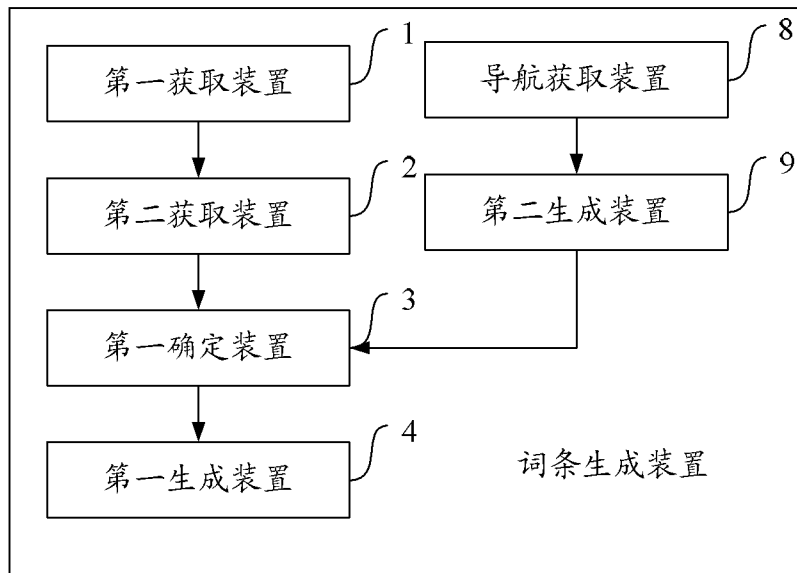 1
第一获取装置
2
第二获取装置
3
第一确定装置
4
第一生成装置
8
导航获取装置
9
第二生成装置
词条生成装置